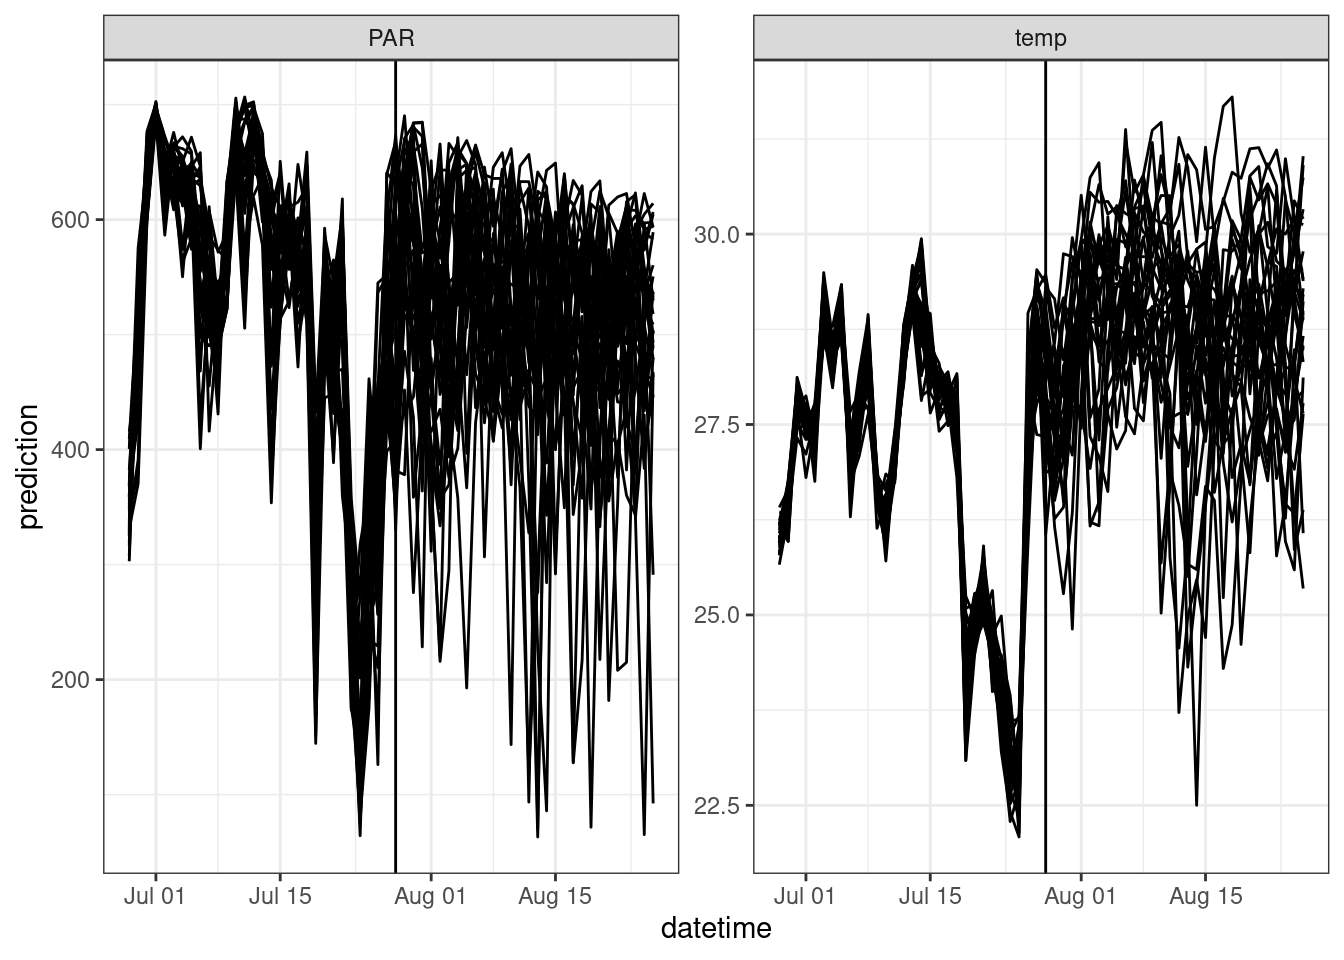 PAR
temp
prediction
600
400
200
30.0
27.5
25.0
22.5
Jul 01
Jul 15
Aug 01
Aug 15
Jul 01
Jul 15
Aug 01
Aug 15
datetime